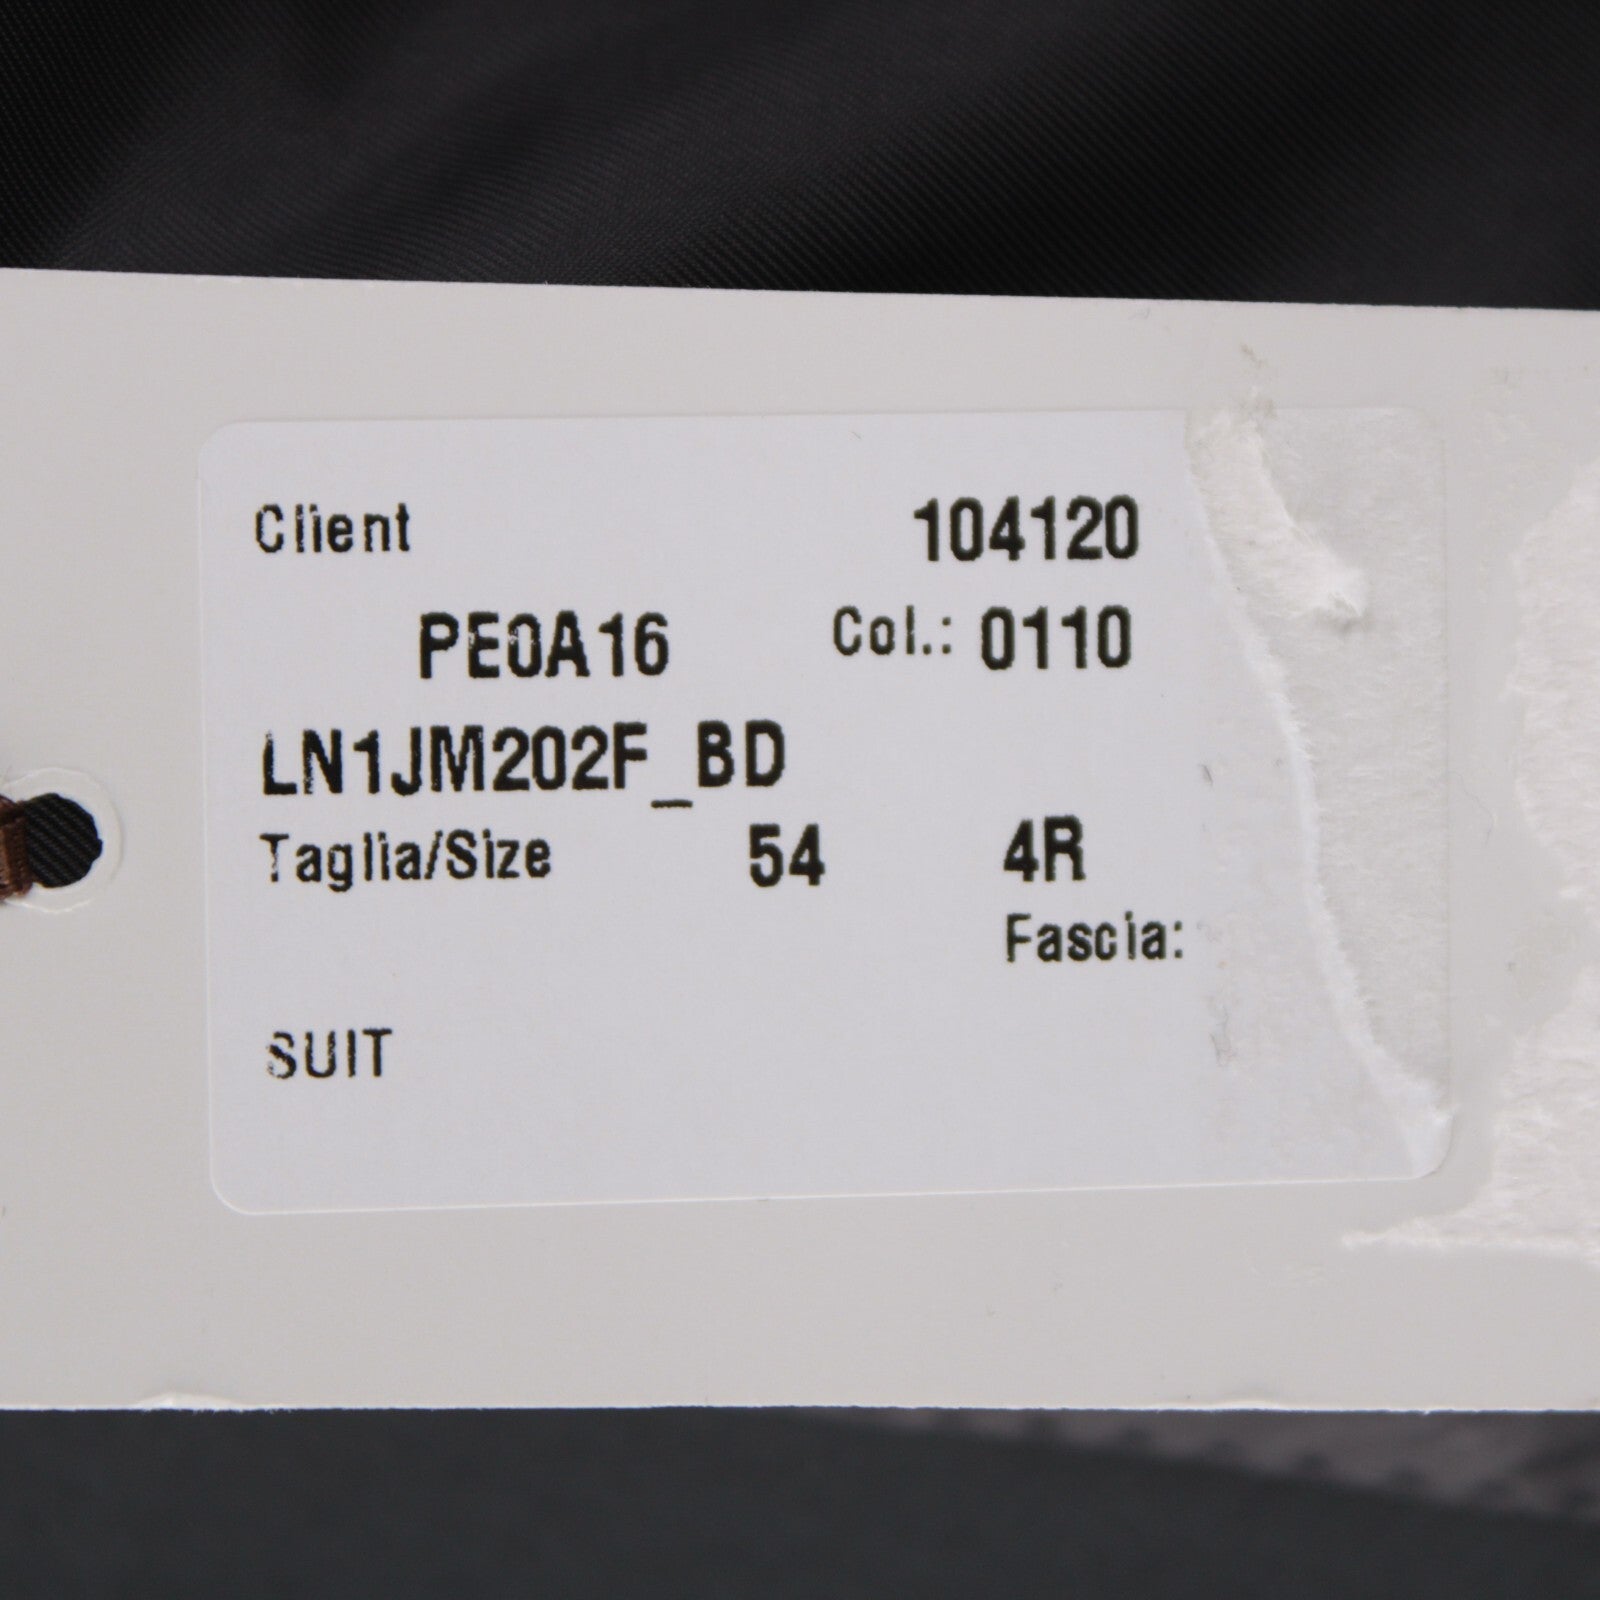 Client 104120
PE0A16 Col.: 0110
LN1JM202F_BD
Taglia/Size 54 4R
Fascia:
SUIT